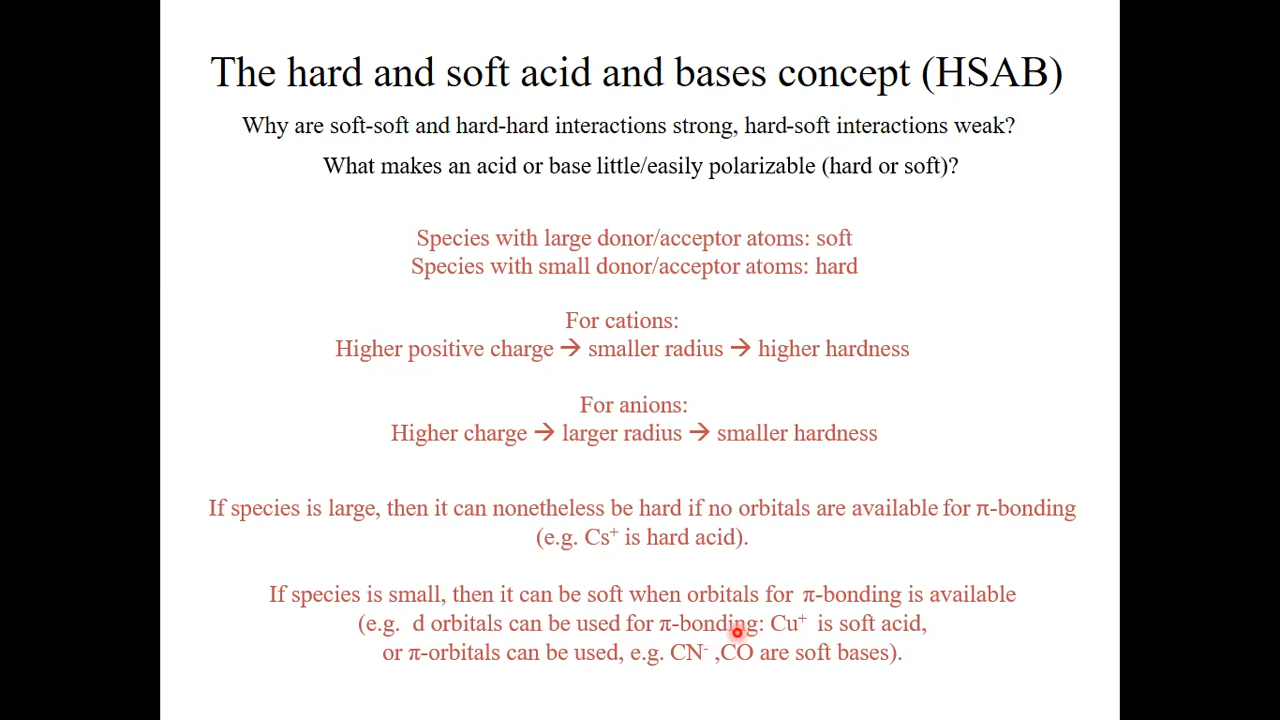 The hard and soft acid and bases concept (HSAB)
Why are soft-soft and hard-hard interactions strong, hard-soft interactions weak?
What makes an acid or base little/easily polarizable (hard or soft)?
Species with large donor/acceptor atoms: soft
Species with small donor/acceptor atoms: hard
For cations:
Higher positive charge → smaller radius → higher hardness
For anions:
Higher charge → larger radius → smaller hardness
If species is large, then it can nonetheless be hard if no orbitals are available for π-bonding
(e.g. Cs⁺ is hard acid).
If species is small, then it can be soft when orbitals for π-bonding is available
(e.g. d orbitals can be used for π-bonding: Cu⁺ is soft acid,
or π-orbitals can be used, e.g. CN⁻ ,CO are soft bases).